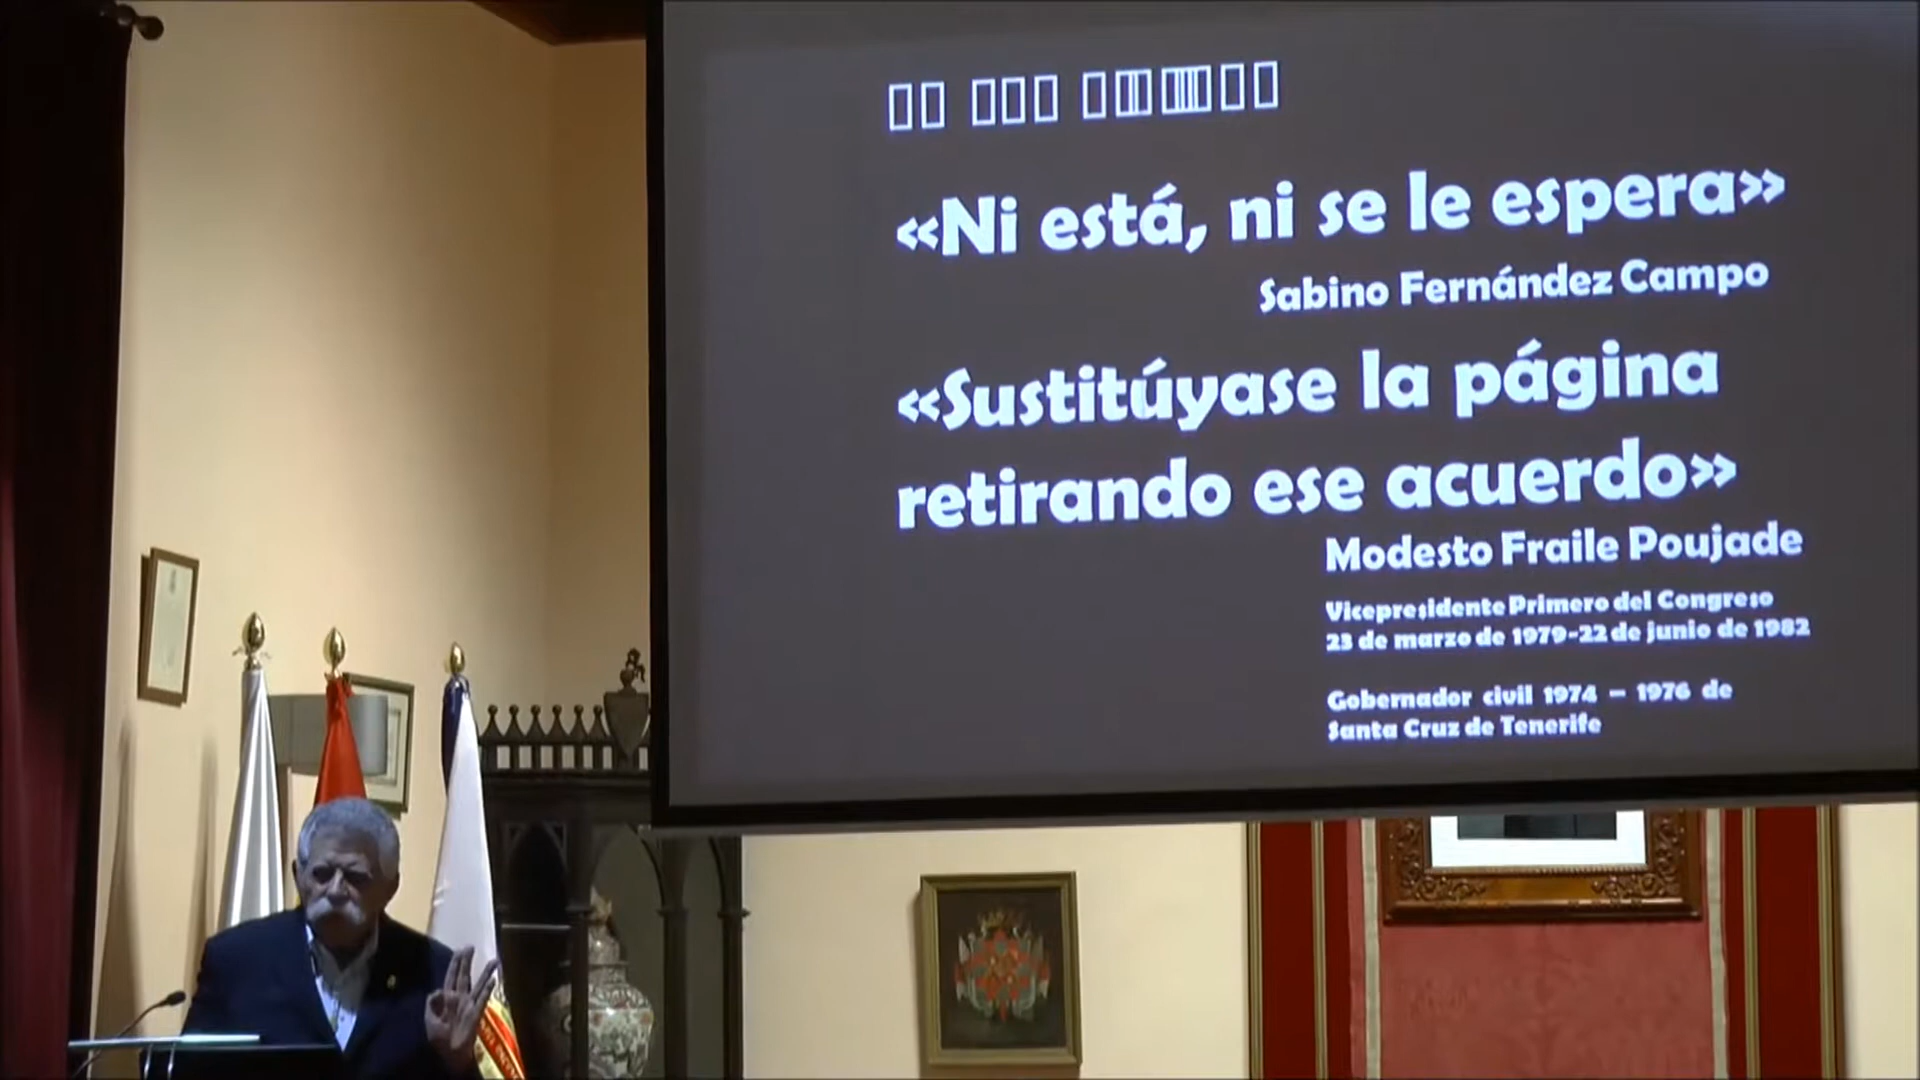 «Ni está, ni se le espera»
Sabino Fernández Campo
«Sustitúyase la página
retirando ese acuerdo»
Modesto Fraile Poujade
Vicepresidente Primero del Congreso
23 de marzo de 1979-22 de junio de 1982
Gobernador civil 1974 – 1976 de
Santa Cruz de Tenerife